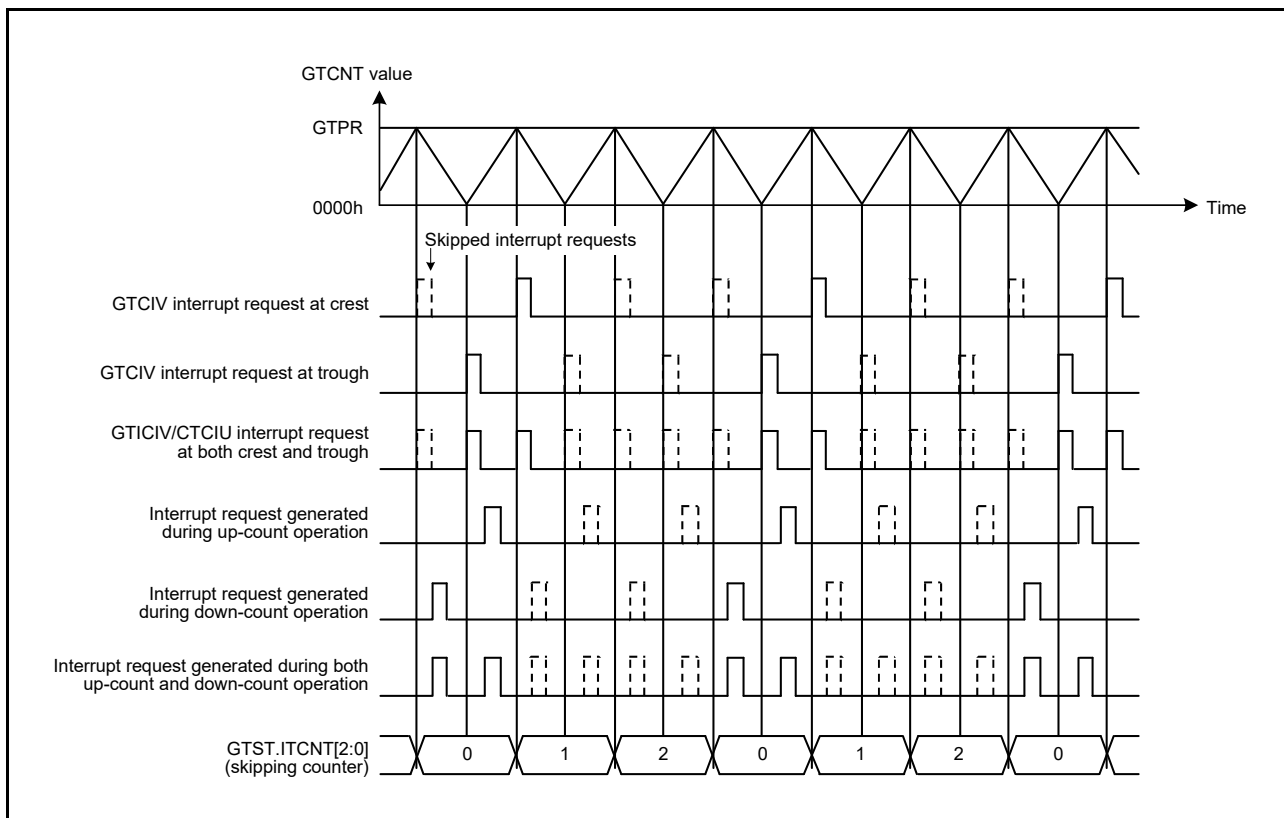 GTCNT value
GTPR
0000h
Time
Skipped interrupt requests
GTCIV interrupt request at crest
GTCIV interrupt request at trough
GTICIV/CTCIU interrupt request
at both crest and trough
Interrupt request generated
during up-count operation
Interrupt request generated
during down-count operation
Interrupt request generated during both
up-count and down-count operation
GTST.ITCNT[2:0]
(skipping counter)
0 1 2 0 1 2 0